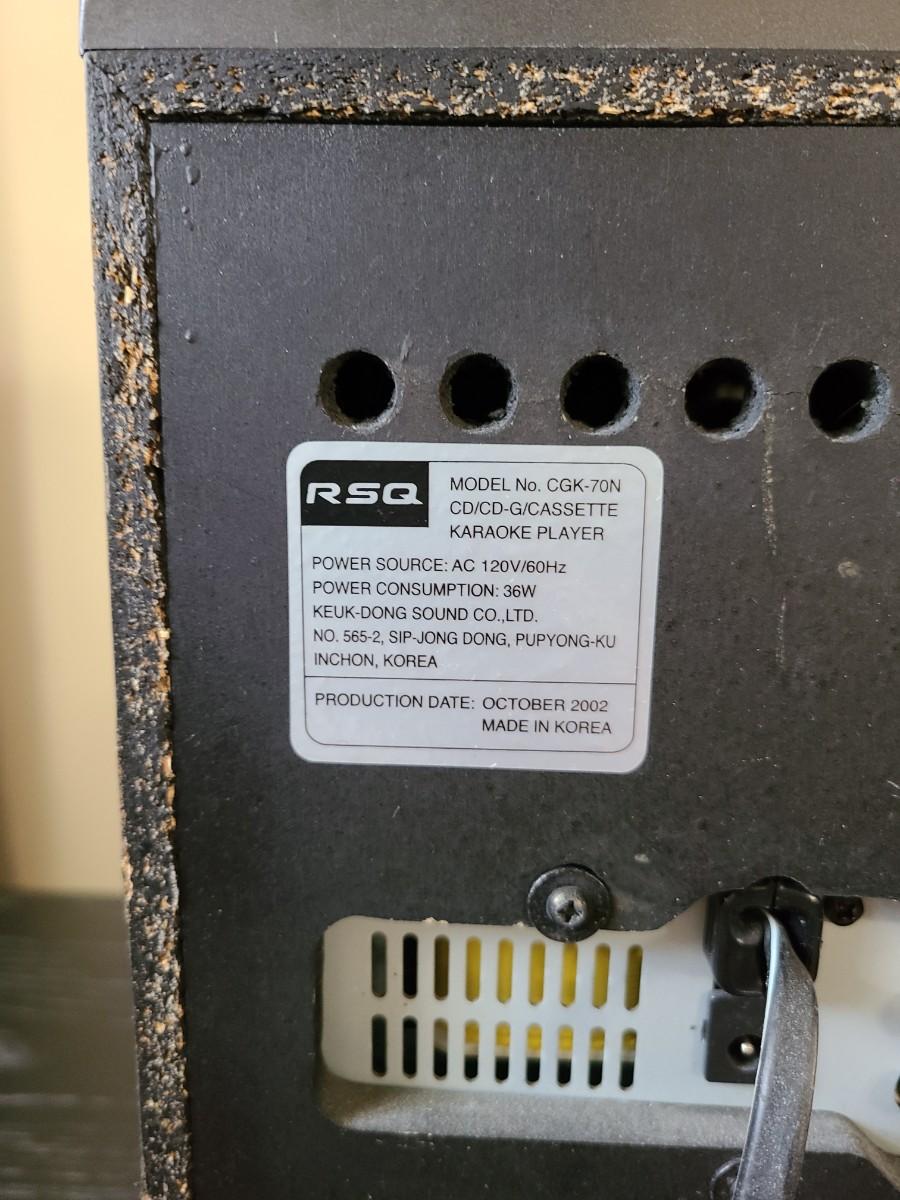 RSQ
MODEL No. CGK-70N
CD/CD-G/CASSETTE
KARAOKE PLAYER
POWER SOURCE: AC 120V/60Hz
POWER CONSUMPTION: 36W
KEUK-DONG SOUND CO.,LTD.
NO. 565-2, SIP-JONG DONG, PUPYONG-KU
INCHON, KOREA
PRODUCTION DATE: OCTOBER 2002
MADE IN KOREA